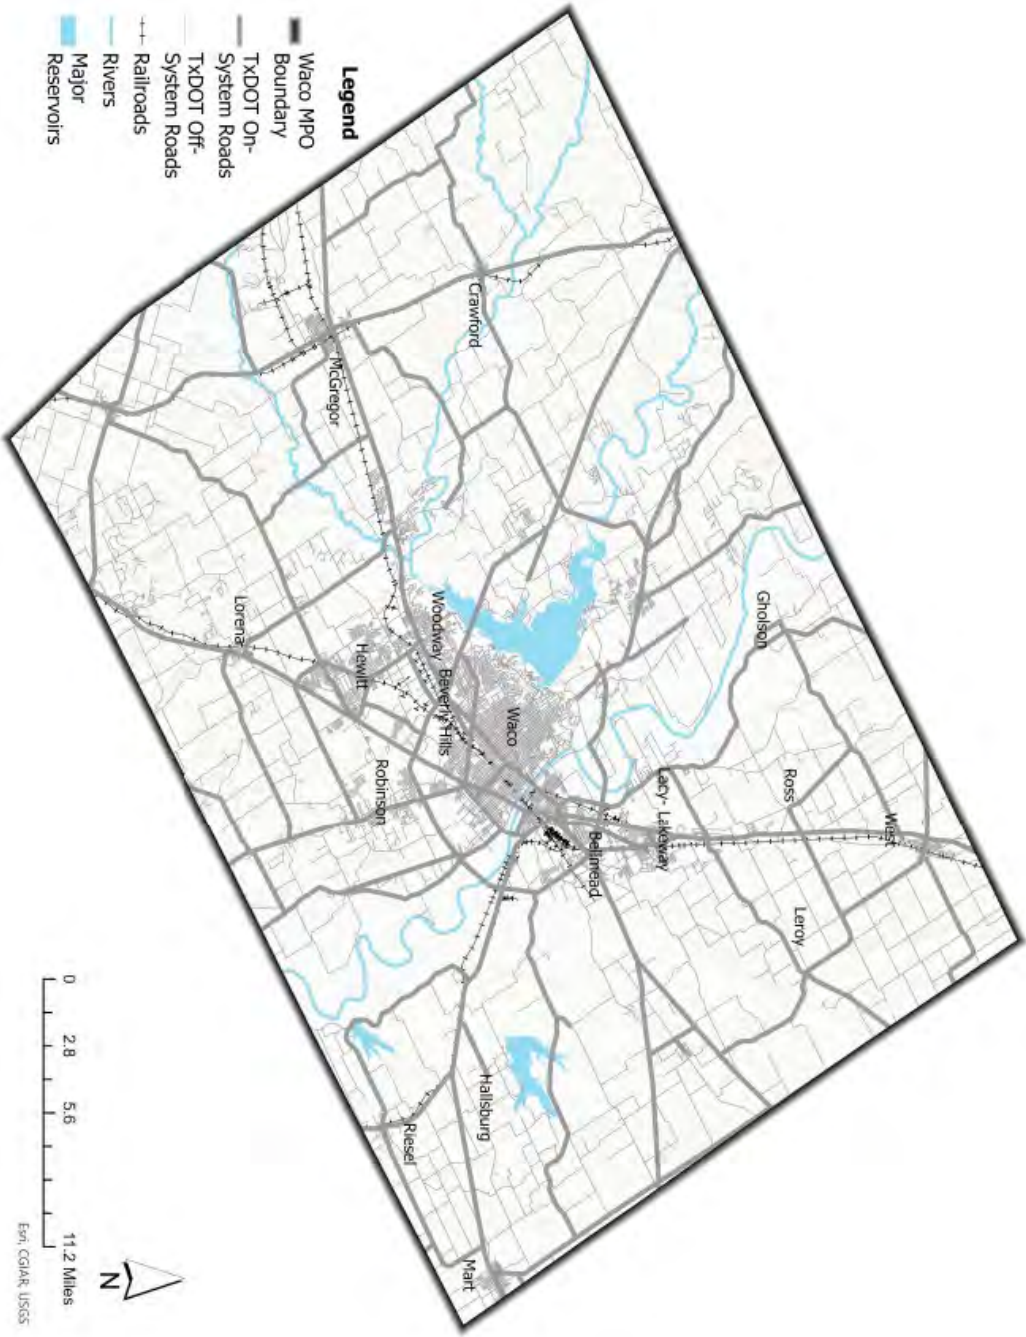 Legend
Waco MPO
Boundary
TxDOT On-
System Roads
TxDOT Off-
System Roads
Railroads
Rivers
Major
Reservoirs
Crawford
McGregor
Gholson
Lorena
Hewitt
Woodway
Beverly Hills
Waco
Robinson
Ross
West
Lacy- Lakeway
Bellmead
Leroy
Hallsburg
Riesel
Mart
0 2.8 5.6 11.2 Miles
N
Esri, CGIAR, USGS